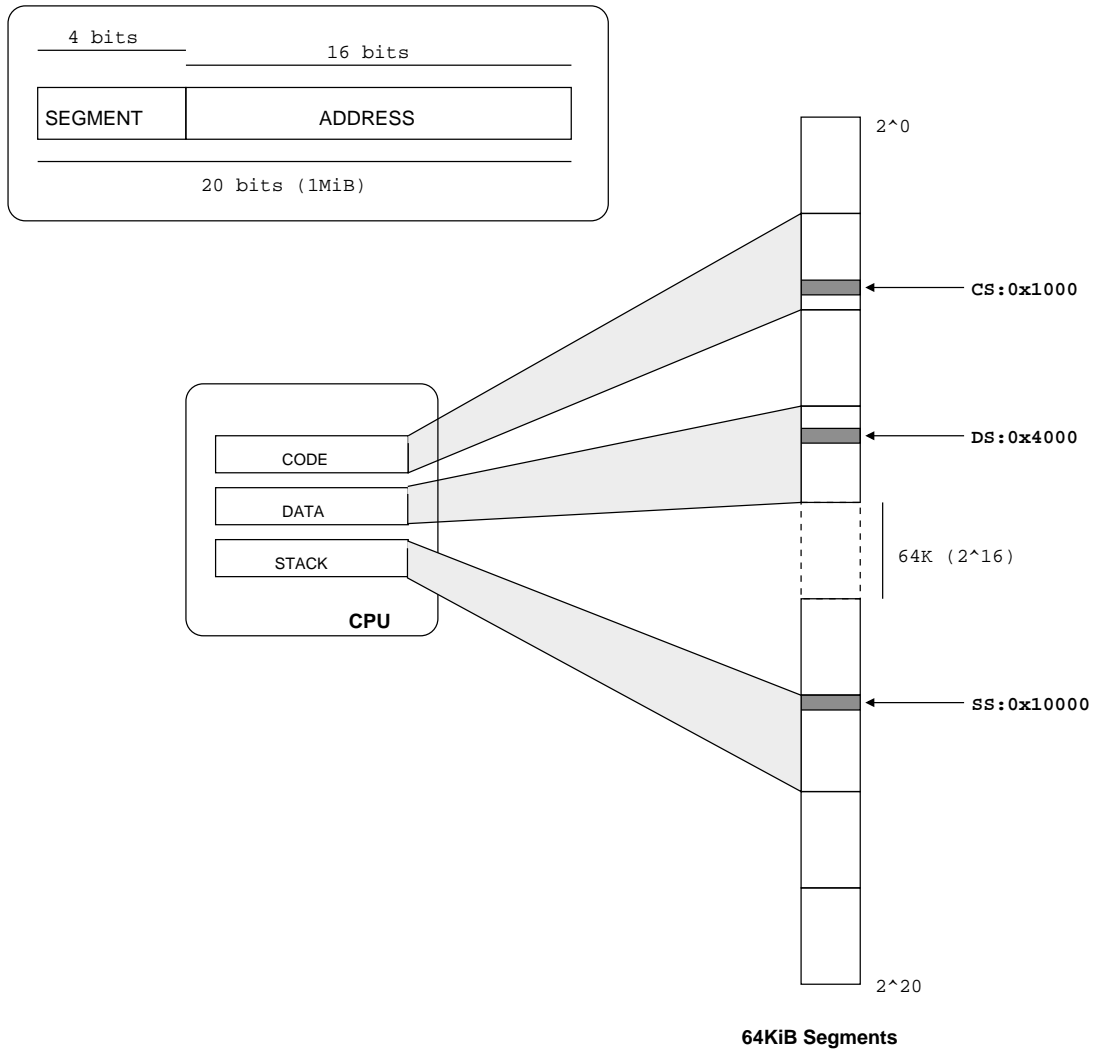 4 bits
16 bits
SEGMENT
ADDRESS
20 bits (1MiB)
2^0
CS:0x1000
DS:0x4000
CODE
DATA
STACK
CPU
64K (2^16)
SS:0x10000
2^20
64KiB Segments